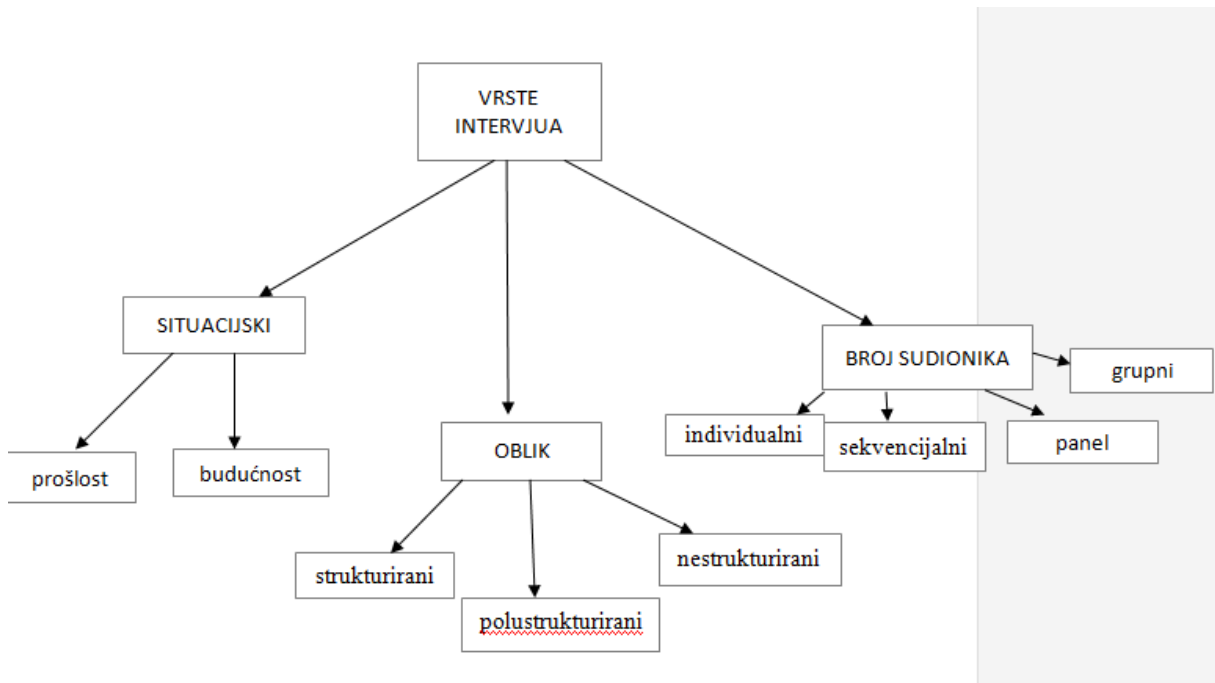 VRSTE
INTERVJUA
SITUACIJSKI
BROJ SUDIONIKA
grupni
individualni
sekvencijalni
panel
OBLIK
prošlost
budućnost
strukturirani
nestrukturirani
polustrukturirani